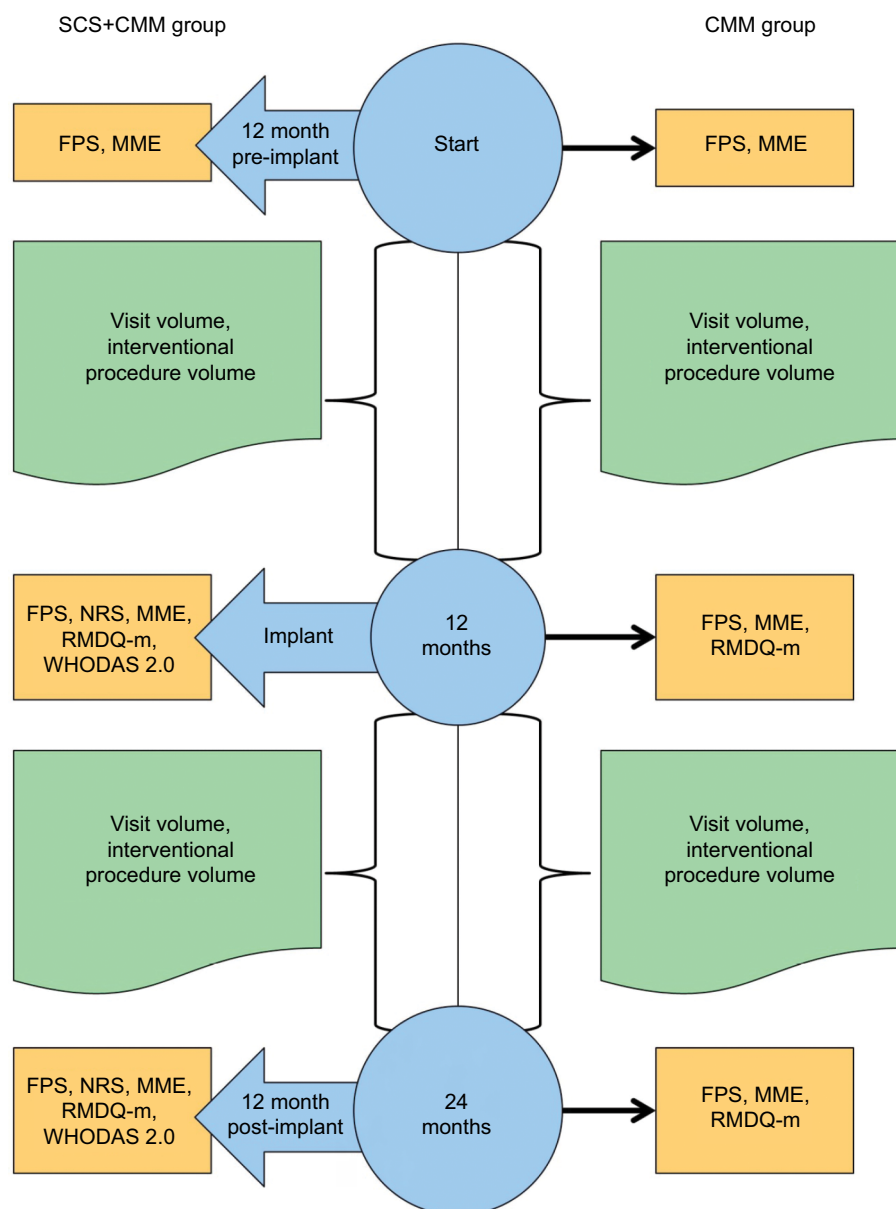 SCS+CMM group
CMM group
FPS, MME
12 month
pre-implant
Start
FPS, MME
Visit volume,
interventional
procedure volume
Visit volume,
interventional
procedure volume
FPS, NRS, MME,
RMDQ-m,
WHODAS 2.0
Implant
12
months
FPS, MME,
RMDQ-m
Visit volume,
interventional
procedure volume
Visit volume,
interventional
procedure volume
FPS, NRS, MME,
RMDQ-m,
WHODAS 2.0
12 month
post-implant
24
months
FPS, MME,
RMDQ-m